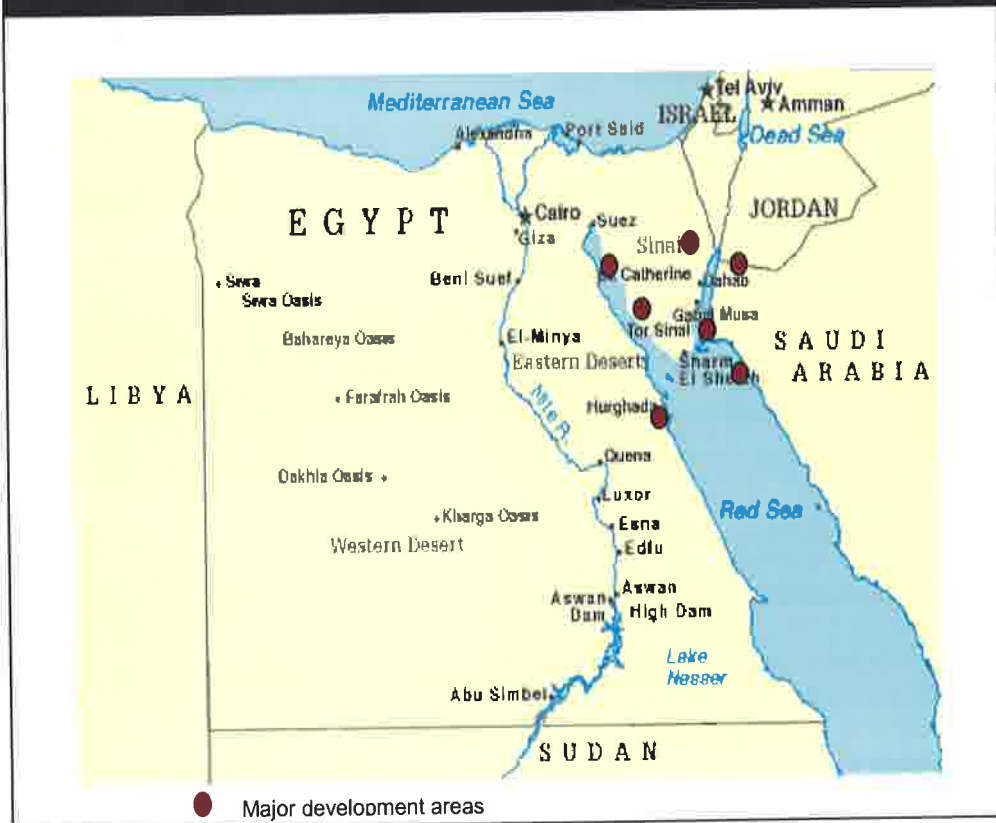 Tel Aviv
Mediterranean Sea
ISRAEL
Amman
Alexandria
Port Said
Dead Sea
EGYPT
Cairo
Suez
JORDAN
Giza
Sinai
Beni Suef
Catherine
Dahab
Siwa
Siwa Oasis
Musa
Bahareya Oasis
El-Minya
Tor Sinai
SAUDI
ARABIA
Eastern Desert
Sharm
El Sheikh
LIBYA
Farafrah Oasis
Nile R.
Hurghada
Quena
Dakhla Oasis
Luxor
Red Sea
Kharga Oasis
Esna
Western Desert
Edfu
Aswan
High Dam
Aswan
Dam
Lake
Nasser
Abu Simbel
SUDAN
Major development areas